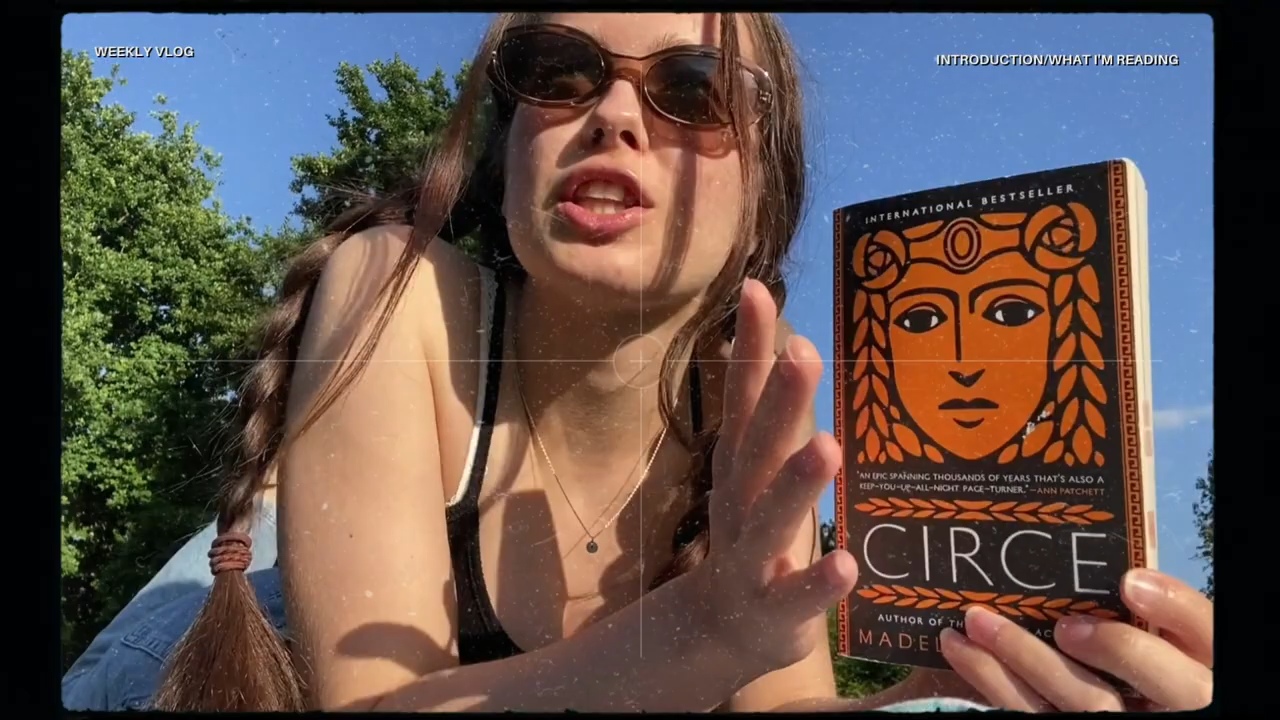 WEEKLY VLOG
INTRODUCTION/WHAT I'M READING
INTERNATIONAL BESTSELLER
"AN EPIC SPANNING THOUSANDS OF YEARS THAT'S ALSO A
KEEP-YOU-UP-ALL-NIGHT PAGE-TURNER." —ANN PATCHETT
CIRCE
AUTHOR OF